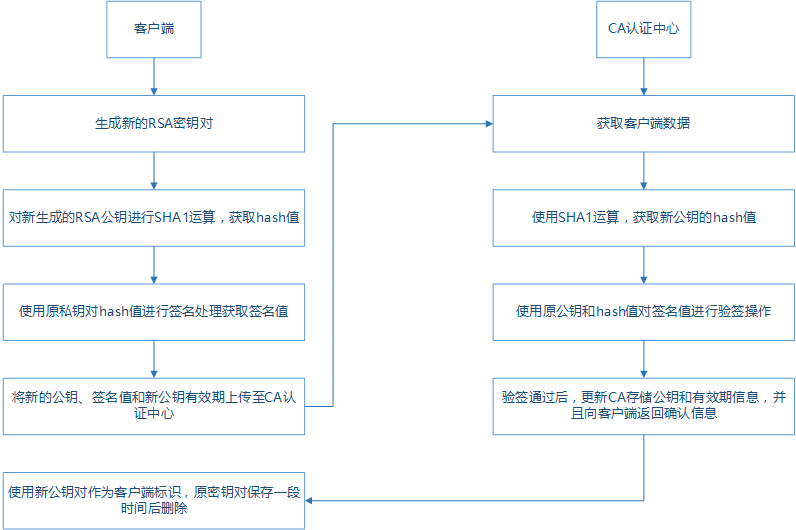 客户端
生成新的RSA密钥对
对新生成的RSA公钥进行SHA1运算，获取hash值
使用原私钥对hash值进行签名处理获取签名值
将新的公钥、签名值和新公钥有效期上传至CA认
证中心
使用新公钥对作为客户端标识，原密钥对保存一段
时间后删除
CA认证中心
获取客户端数据
使用SHA1运算，获取新公钥的hash值
使用原公钥和hash值对签名值进行验签操作
验签通过后，更新CA存储公钥和有效期信息，并
且向客户端返回确认信息